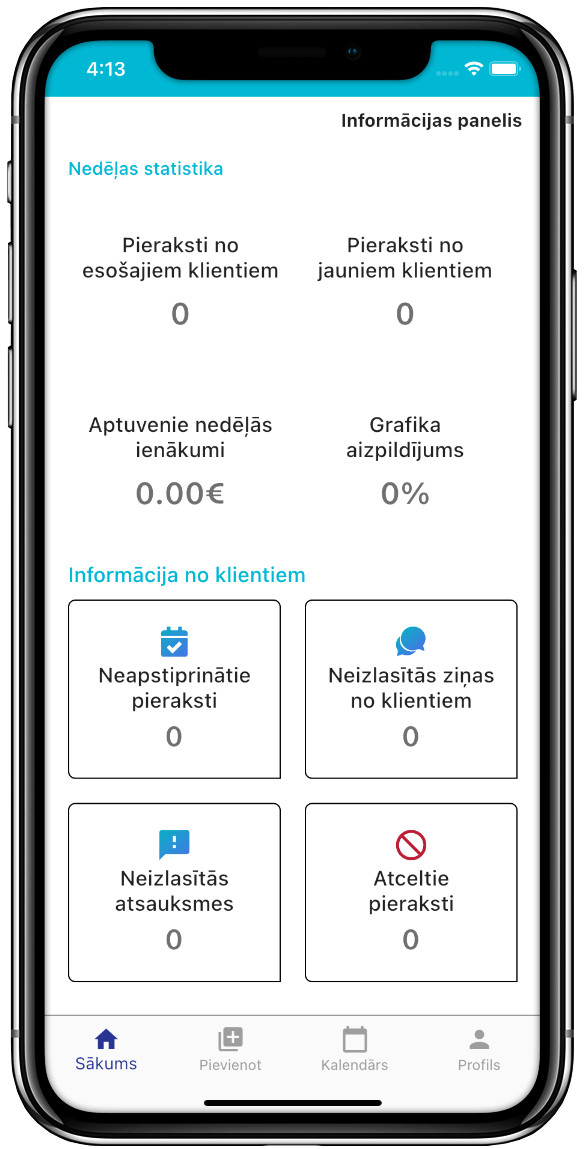 4:13
Informācijas panelis
Nedēļas statistika
Pieraksti no
esošajiem klientiem
0
Pieraksti no
jauniem klientiem
0
Aptuvenie nedēļās
ienākumi
0.00€
Grafika
aizpildījums
0%
Informācija no klientiem
Neapstiprinātie
pieraksti
0
Neizlasītās ziņas
no klientiem
0
Neizlasītās
atsauksmes
0
Atceltie
pieraksti
0
Sākums
Pievienot
Kalendārs
Profils